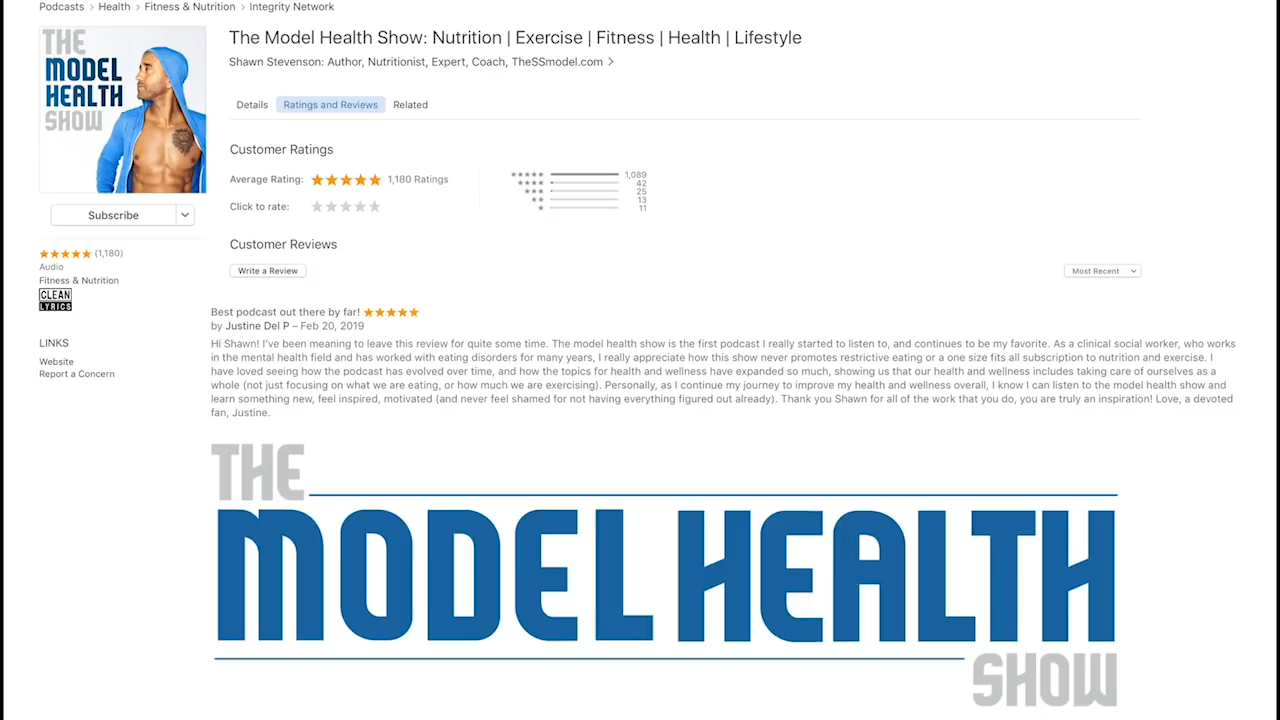 Podcasts > Health > Fitness & Nutrition > Integrity Network
THE
MODEL
HEALTH
SHOW
The Model Health Show: Nutrition | Exercise | Fitness | Health | Lifestyle
Shawn Stevenson: Author, Nutritionist, Expert, Coach, TheSSmodel.com >
Details Ratings and Reviews Related
Customer Ratings
Average Rating: ★★★★★ 1,180 Ratings
Click to rate: ★★★★★
★★★★★ 1,089
★★★★ 42
★★★ 25
★★ 13
★ 11
Subscribe
★★★★★ (1,180)
Audio
Fitness & Nutrition
CLEAN
LYRICS
LINKS
Website
Report a Concern
Customer Reviews
Write a Review Most Recent
Best podcast out there by far! ★★★★★
by Justine Del P – Feb 20, 2019
Hi Shawn! I've been meaning to leave this review for quite some time. The model health show is the first podcast I really started to listen to, and continues to be my favorite. As a clinical social worker, who works
in the mental health field and has worked with eating disorders for many years, I really appreciate how this show never promotes restrictive eating or a one size fits all subscription to nutrition and exercise. I
have loved seeing how the podcast has evolved over time, and how the topics for health and wellness have expanded so much, showing us that our health and wellness includes taking care of ourselves as a
whole (not just focusing on what we are eating, or how much we are exercising). Personally, as I continue my journey to improve my health and wellness overall, I know I can listen to the model health show and
learn something new, feel inspired, motivated (and never feel shamed for not having everything figured out already). Thank you Shawn for all of the work that you do, you are truly an inspiration! Love, a devoted
fan, Justine.
THE
MODEL HEALTH
SHOW